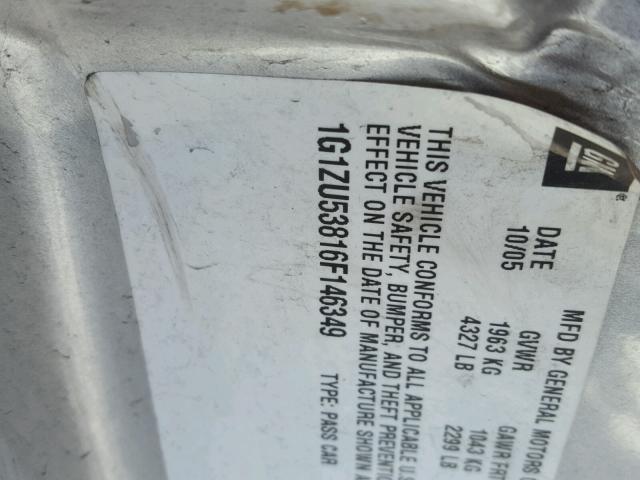 GM
MFD BY GENERAL MOTORS
DATE GVWR GAWR FRT
10/05 1963 KG 1043 KG
4327 LB 2299 LB
THIS VEHICLE CONFORMS TO ALL APPLICABLE U.S.
VEHICLE SAFETY, BUMPER, AND THEFT PREVENTION
EFFECT ON THE DATE OF MANUFACTURE SHOWN
1G1ZU53816F146349 TYPE: PASS CAR